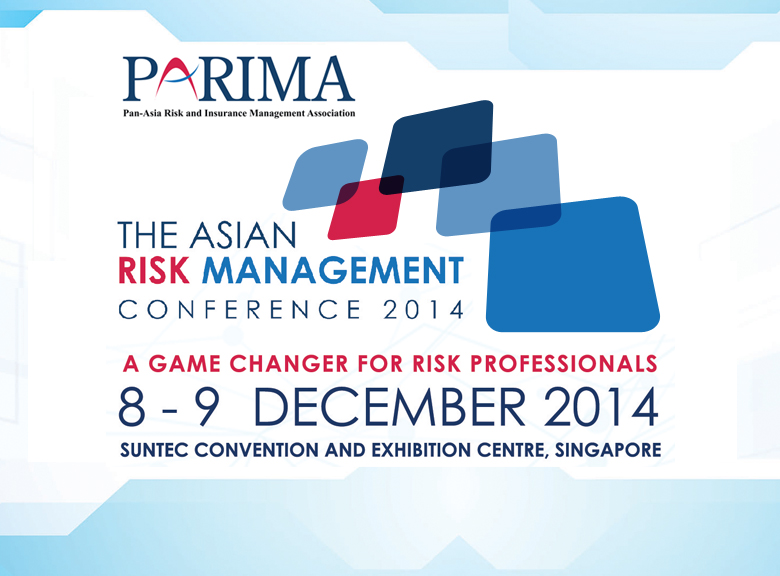 PARIMA
Pan-Asia Risk and Insurance Management Association
THE ASIAN
RISK MANAGEMENT
CONFERENCE 2014
A GAME CHANGER FOR RISK PROFESSIONALS
8 - 9 DECEMBER 2014
SUNTEC CONVENTION AND EXHIBITION CENTRE, SINGAPORE